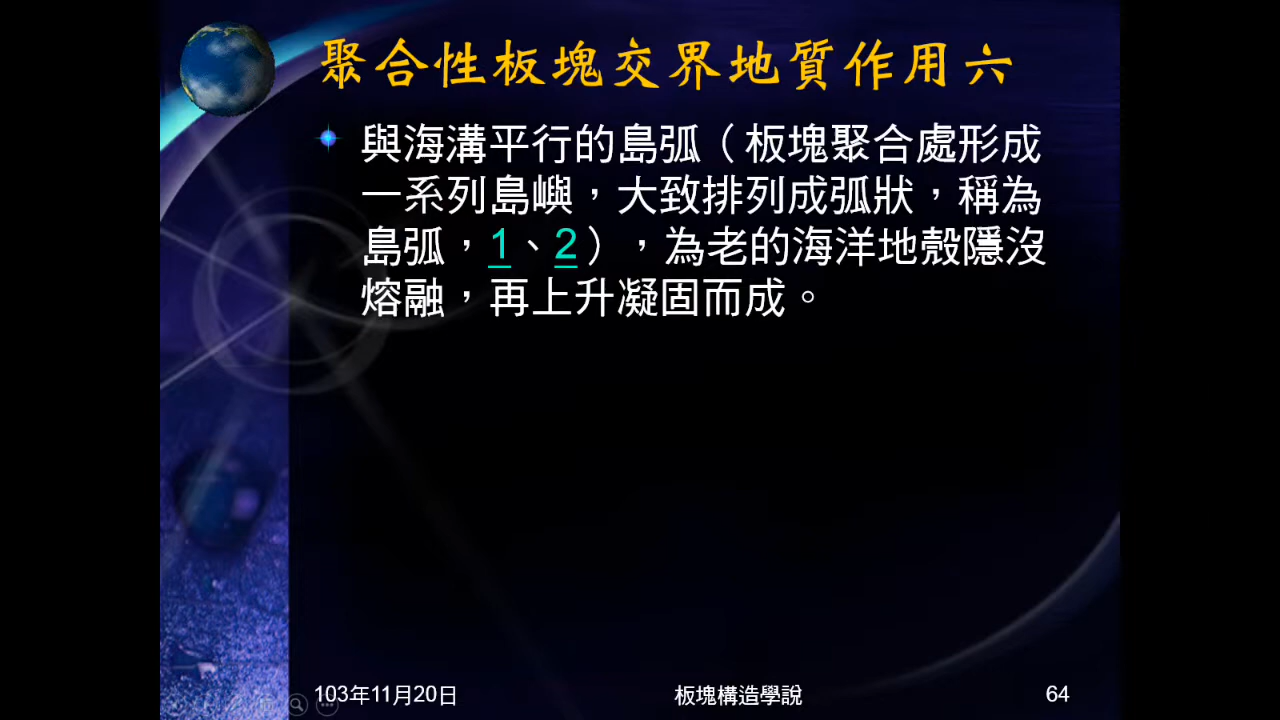 聚合性板塊交界地質作用六
與海溝平行的島弧（板塊聚合處形成
一系列島嶼，大致排列成弧狀，稱為
島弧，1、2），為老的海洋地殼隱沒
熔融，再上升凝固而成。
103年11月20日
板塊構造學說
64